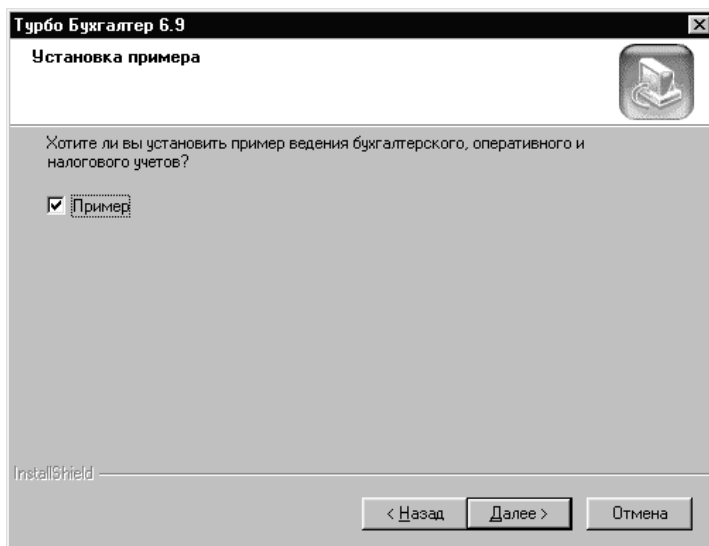 Турбо Бухгалтер 6.9
Установка примера
Хотите ли вы установить пример ведения бухгалтерского, оперативного и
налогового учетов?
Пример
InstallShield
< Назад
Далее >
Отмена